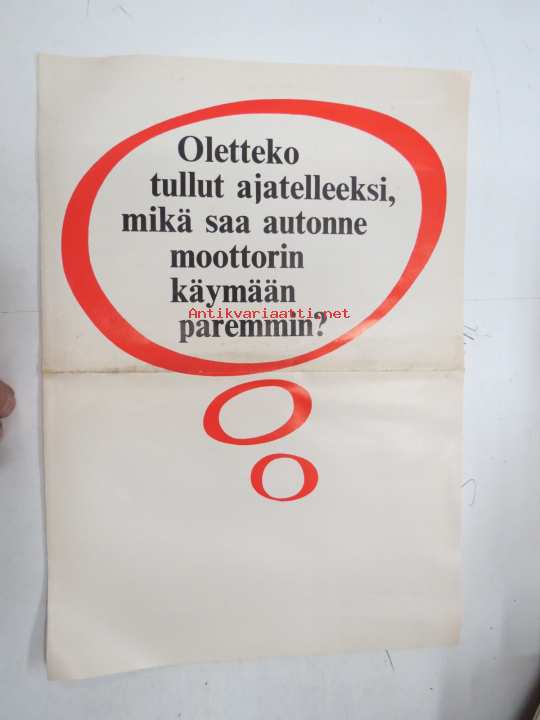 Oletteko
tullut ajatelleeksi,
mikä saa autonne
moottorin
käymään
Antikvariaatti.net
paremmin?